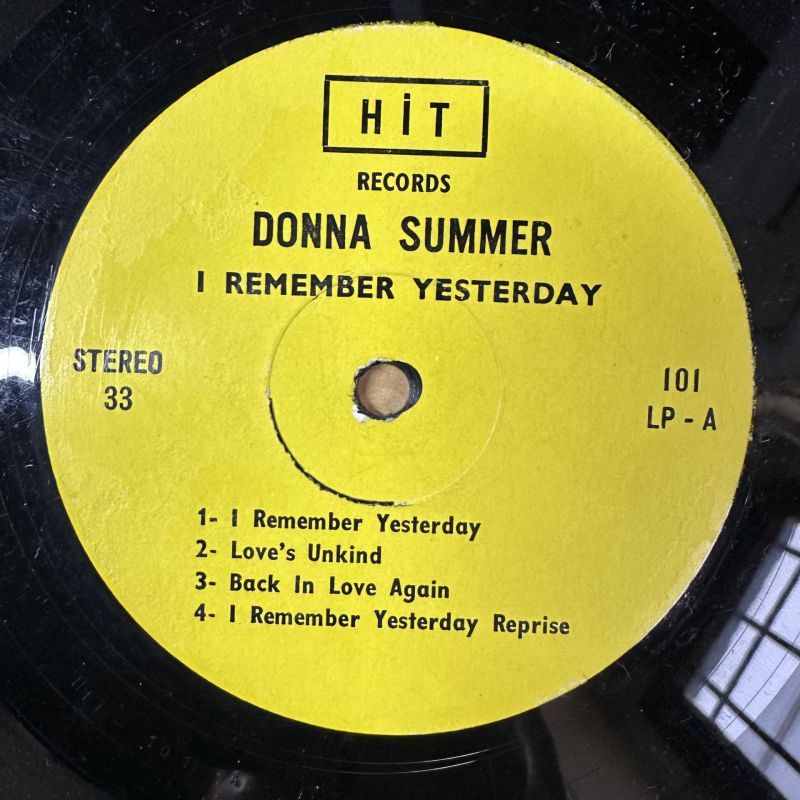 HiT
RECORDS
DONNA SUMMER
I REMEMBER YESTERDAY
STEREO
33
101
LP - A
1- I Remember Yesterday
2- Love's Unkind
3- Back In Love Again
4- I Remember Yesterday Reprise